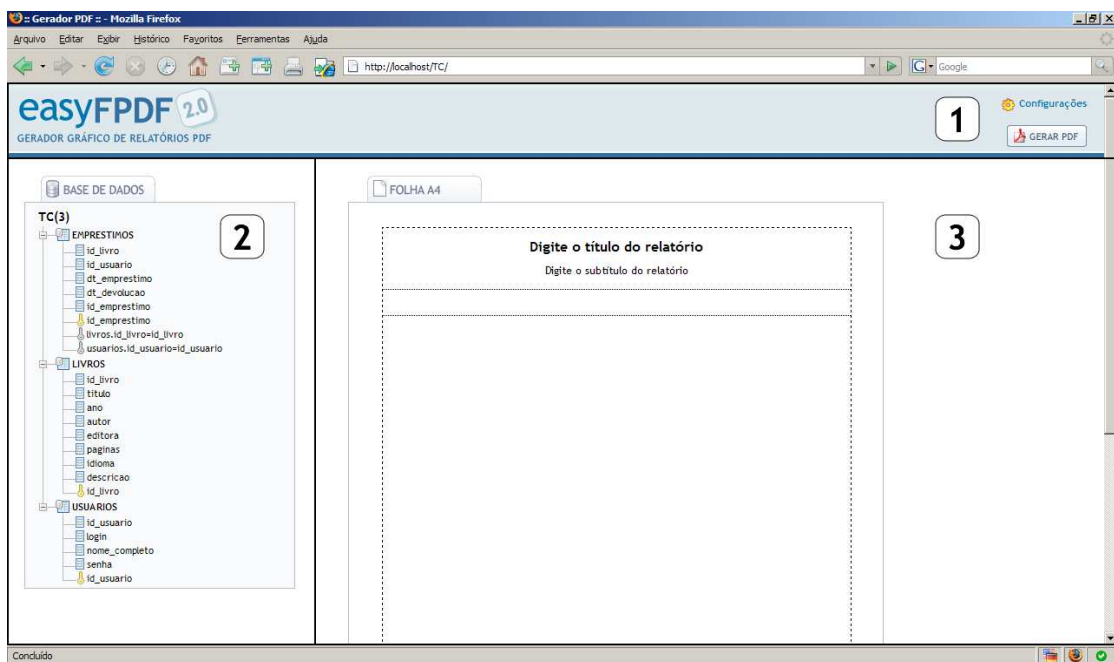 :: Gerador PDF :: - Mozilla Firefox
Arquivo Editar Exibir Histórico Favoritos Ferramentas Ajuda
http://localhost/TC/
G Google
easyFPDF 2.0
GERADOR GRÁFICO DE RELATÓRIOS PDF
1
Configurações
GERAR PDF
BASE DE DADOS
TC(3)
2
EMPRESTIMOS
id_livro
id_usuario
dt_emprestimo
dt_devolucao
id_emprestimo
id_emprestimo
livros.id_livro=id_livro
usuarios.id_usuario=id_usuario
LIVROS
id_livro
titulo
ano
autor
editora
paginas
idioma
descricao
id_livro
USUARIOS
id_usuario
login
nome_completo
senha
id_usuario
FOLHA A4
3
Digite o título do relatório
Digite o subtítulo do relatório
Concluído